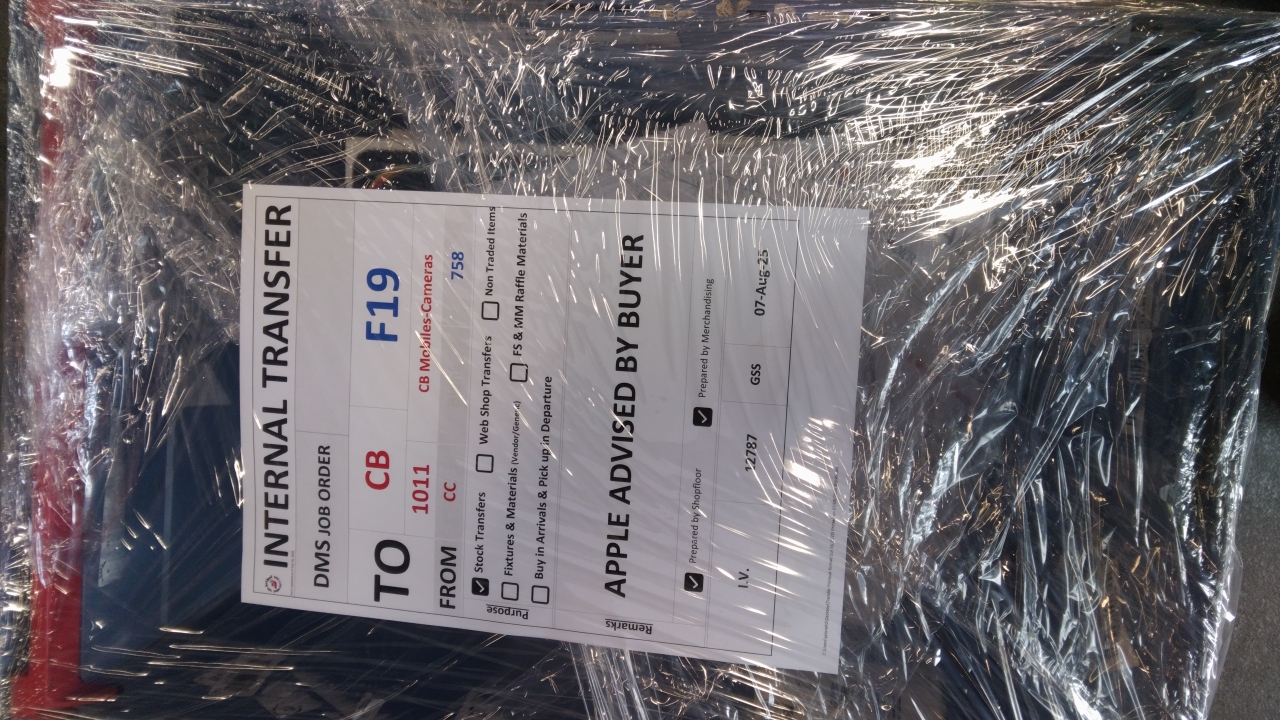 INTERNAL TRANSFER
DMS JOB ORDER
TO CB F19
1011 CB Mobiles-Cameras
FROM CC 758
Purpose
Stock Transfers Web Shop Transfers Non Traded Items
Fixtures & Materials (Vendor/Generic) FS & MM Raffle Materials
Buy in Arrivals & Pick up in Departure
Remarks
APPLE ADVISED BY BUYER
Prepared by Shopfloor Prepared by Merchandising
I.V. 12787 GSS 07-Aug-25